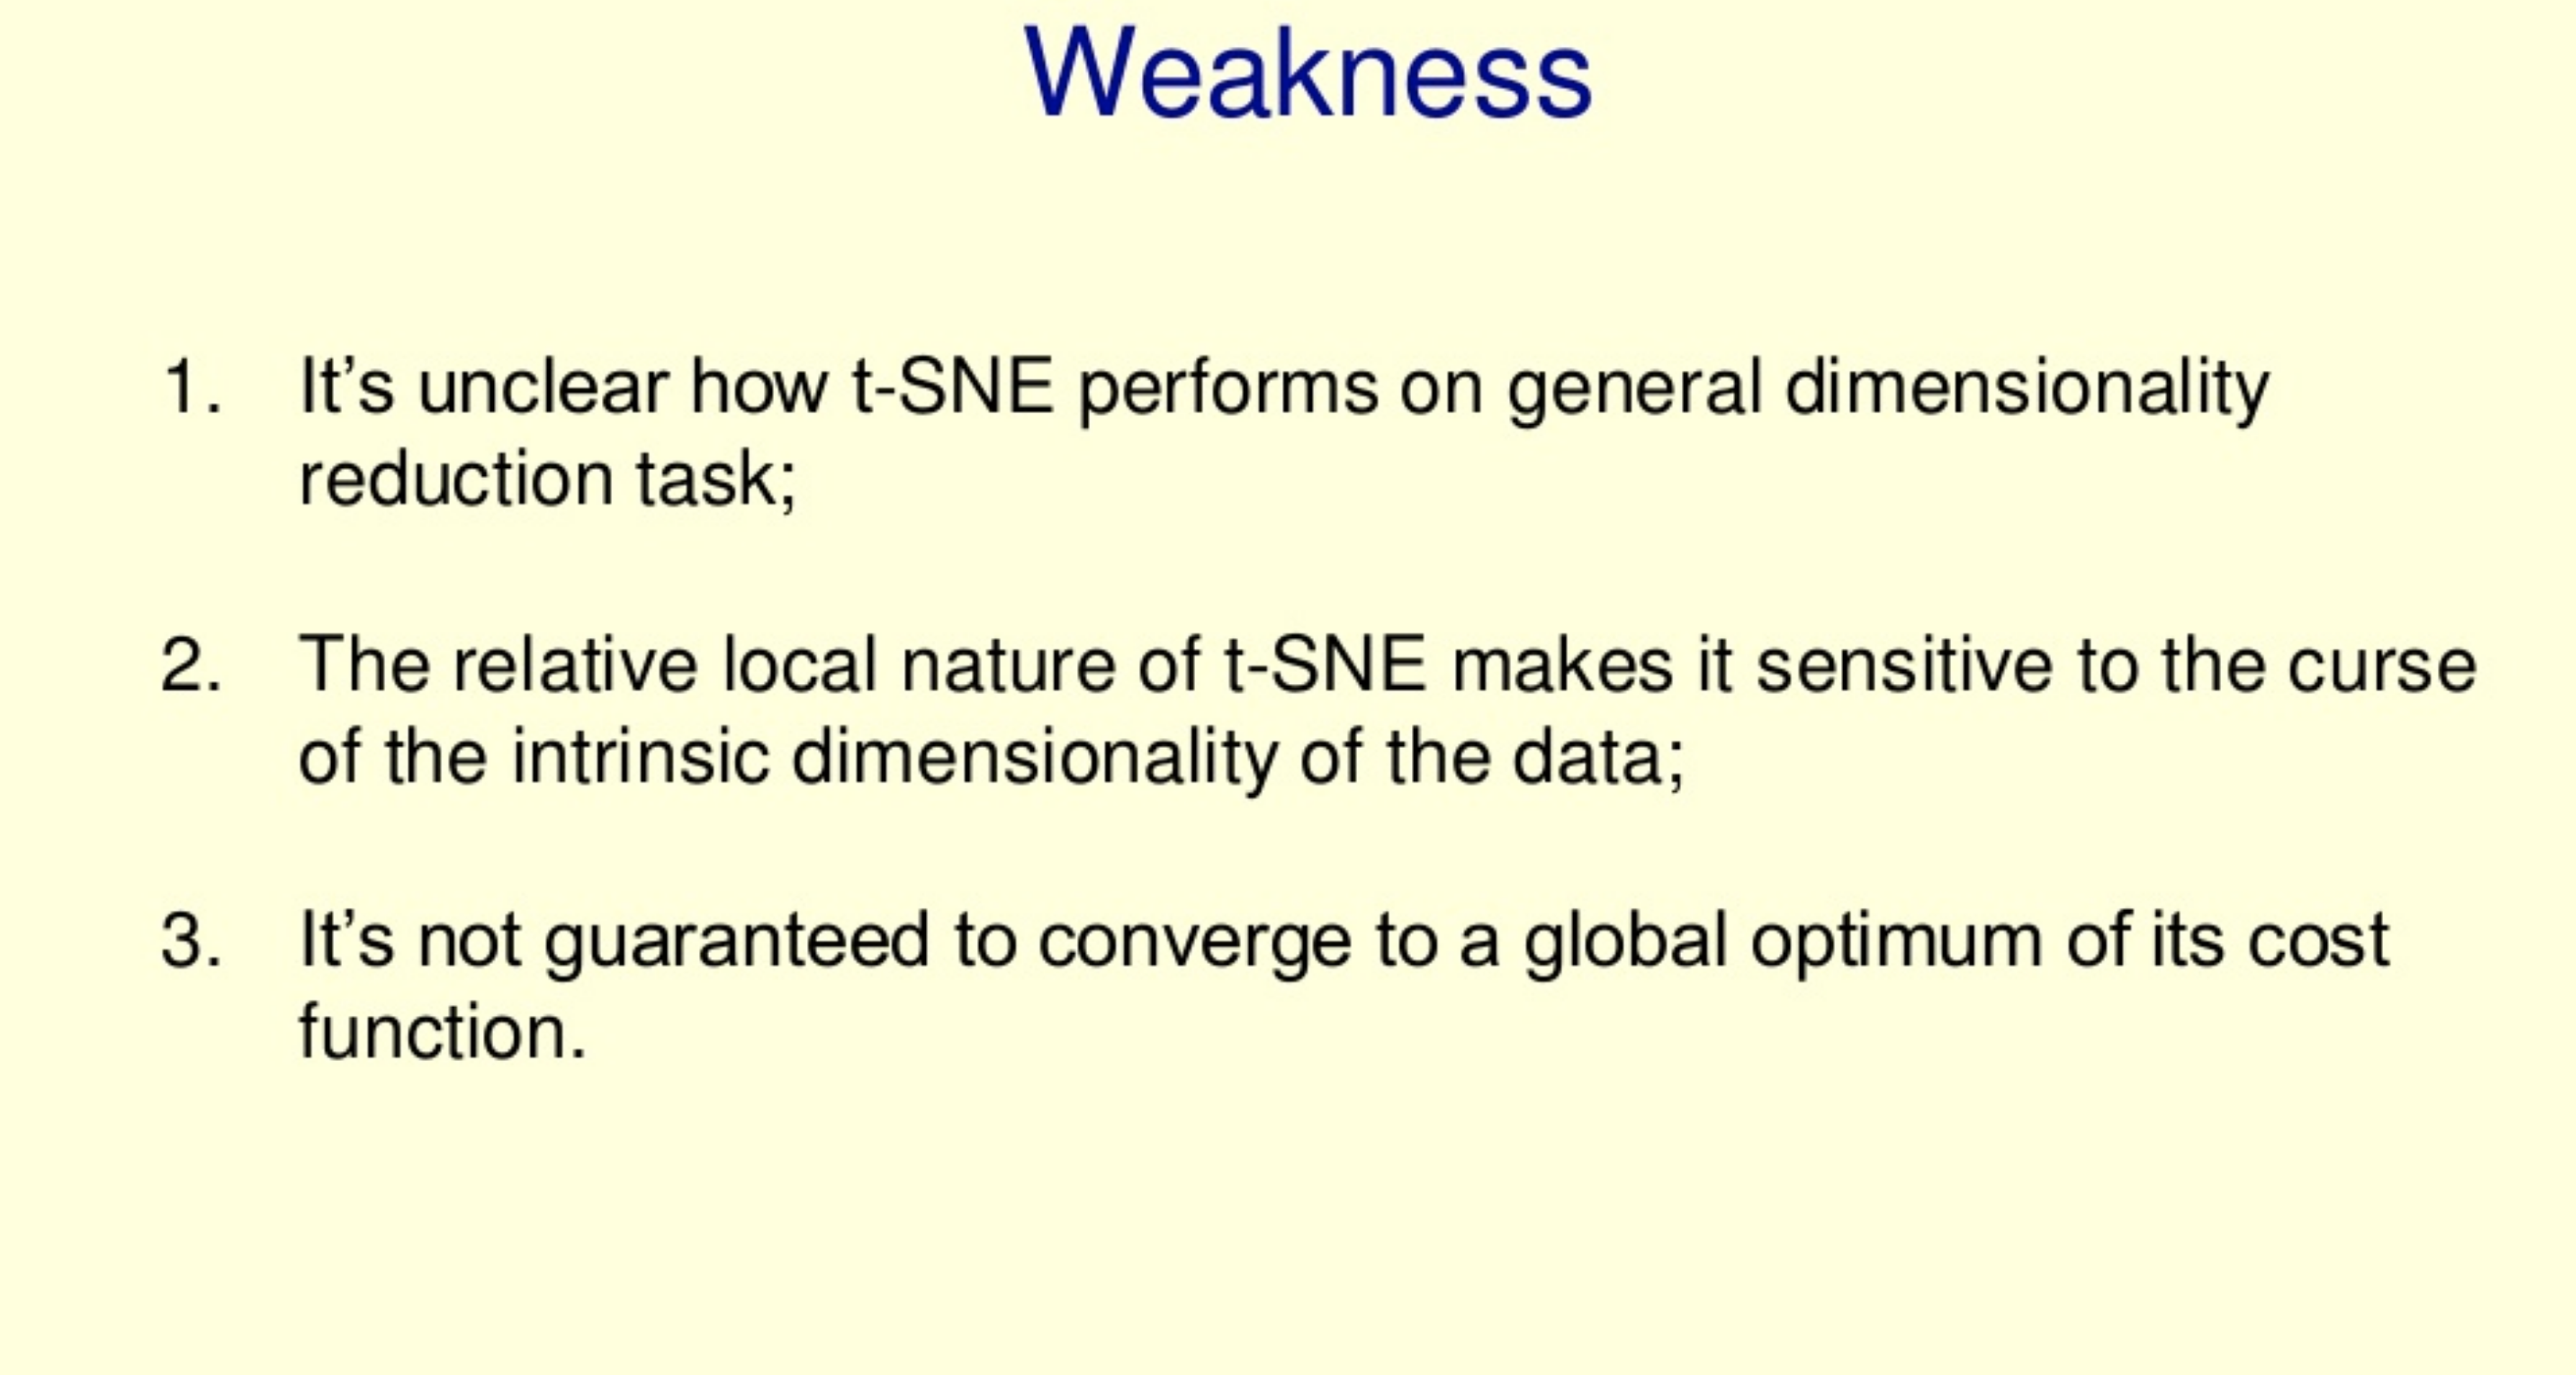 Weakness
1. It’s unclear how t-SNE performs on general dimensionality
reduction task;
2. The relative local nature of t-SNE makes it sensitive to the curse
of the intrinsic dimensionality of the data;
3. It’s not guaranteed to converge to a global optimum of its cost
function.